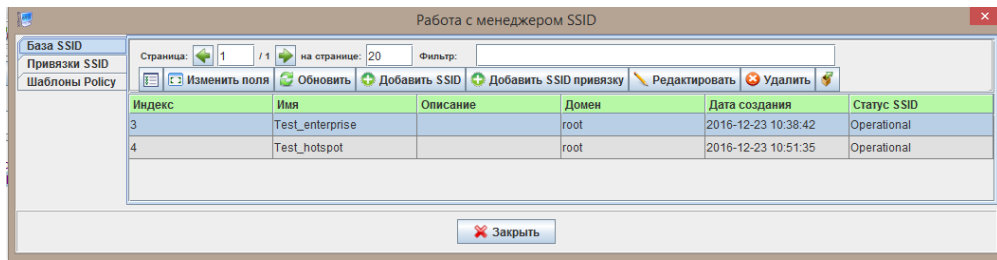 Работа с менеджером SSID
База SSID
Привязки SSID
Шаблоны Policy
Страница: 1 / 1 на странице: 20 Фильтр:
Изменить поля Обновить Добавить SSID Добавить SSID привязку Редактировать Удалить
Индекс Имя Описание Домен Дата создания Статус SSID
3 Test_enterprise root 2016-12-23 10:38:42 Operational
4 Test_hotspot root 2016-12-23 10:51:35 Operational
Закрыть